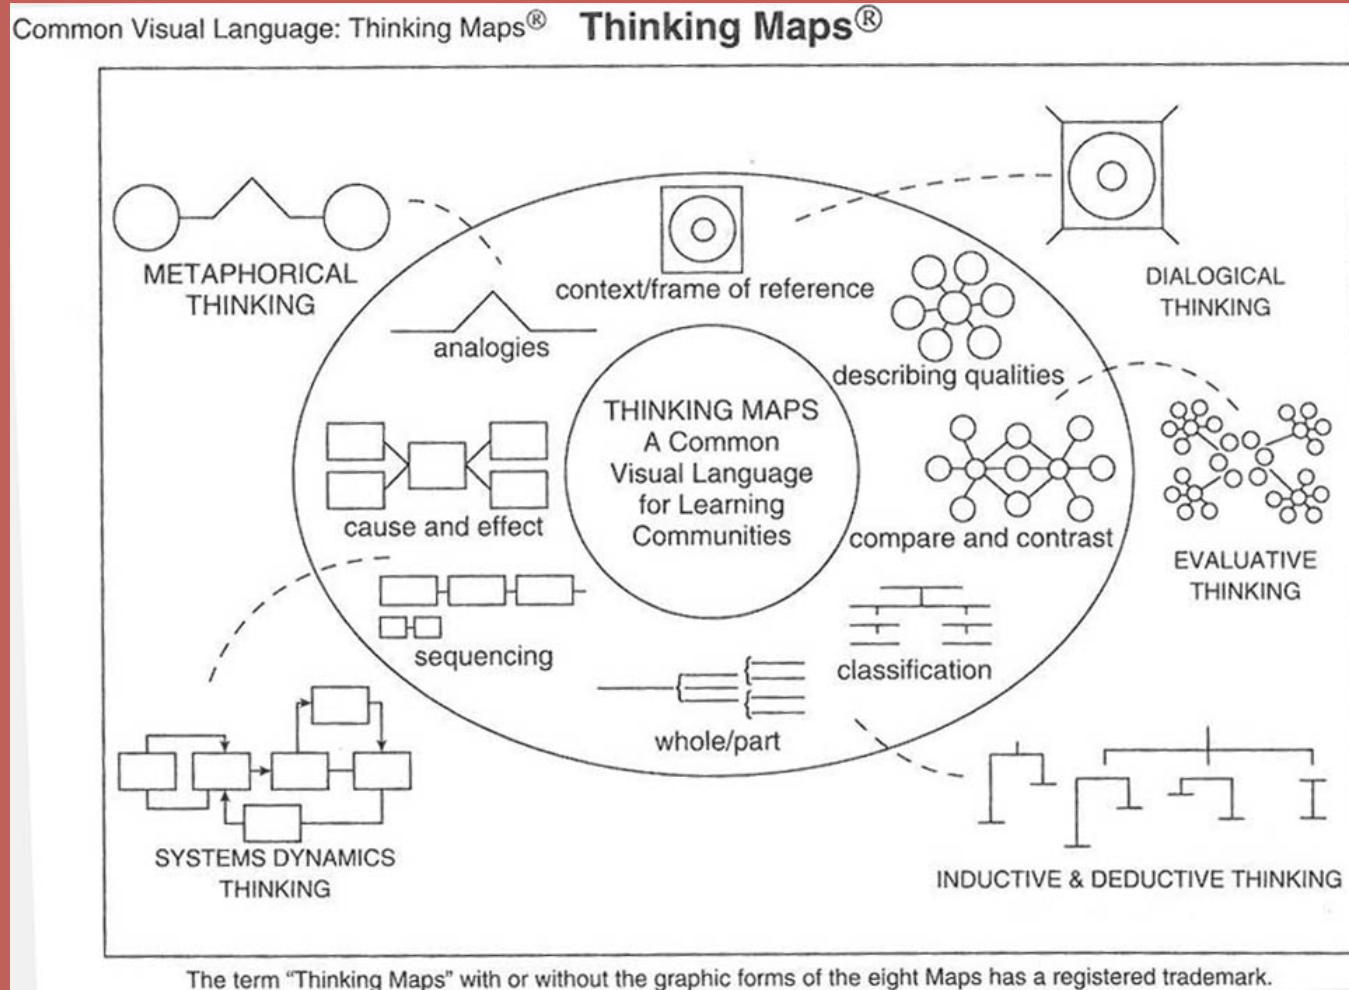 Common Visual Language: Thinking Maps® Thinking Maps®
METAPHORICAL
THINKING
context/frame of reference
DIALOGICAL
THINKING
analogies
describing qualities
THINKING MAPS
A Common
Visual Language
for Learning
Communities
cause and effect
compare and contrast
EVALUATIVE
THINKING
sequencing
classification
whole/part
SYSTEMS DYNAMICS
THINKING
INDUCTIVE & DEDUCTIVE THINKING
The term “Thinking Maps” with or without the graphic forms of the eight Maps has a registered trademark.